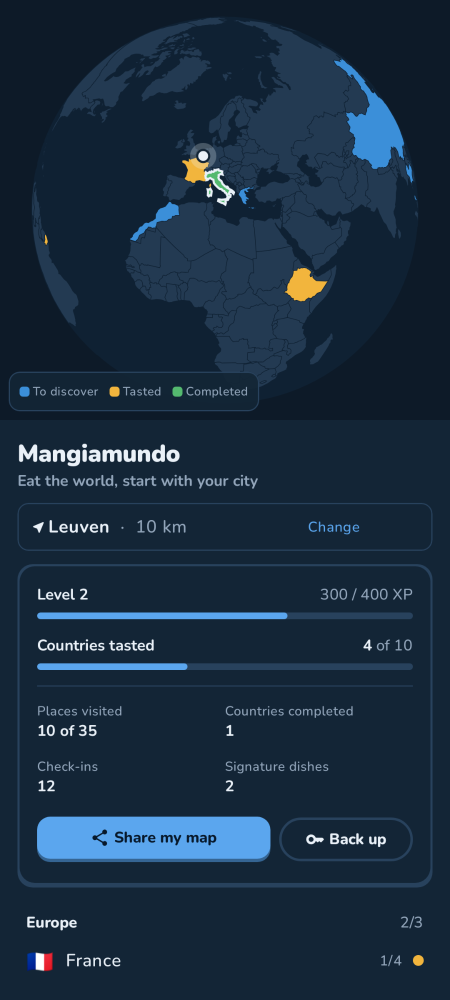 To discover Tasted Completed
Mangiamundo
Eat the world, start with your city
Leuven · 10 km Change
Level 2 300 / 400 XP
Countries tasted 4 of 10
Places visited Countries completed
10 of 35 1
Check-ins Signature dishes
12 2
Share my map Back up
Europe 2/3
France 1/4